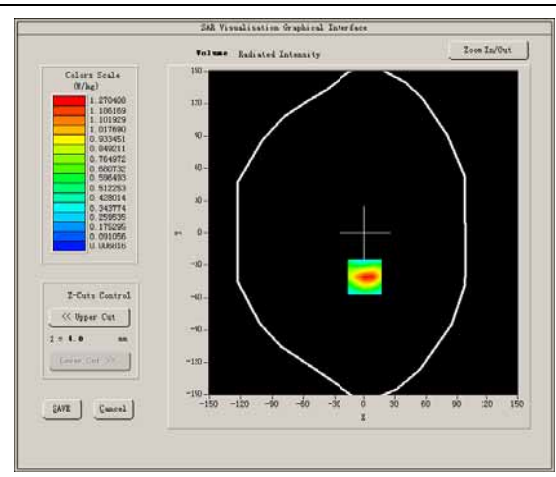 SAR Visualisation Graphical Interface
Volume Radiated Intensity
Zoom In/Out
Colors Scale
(W/kg)
1.270408
1.186169
1.101929
1.017690
0.933451
0.849211
0.764972
0.680732
0.596493
0.512253
0.428014
0.343774
0.259535
0.175295
0.091056
0.006816
Z-Cuts Control
<< Upper Cut
Z = 4.0 mm
Lower Cut >>
SAVE Cancel
Y
150
120
90
60
30
0
-30
-60
-120
-150
-150 -120 -90 -60 -30 0 30 60 90 120 150
X